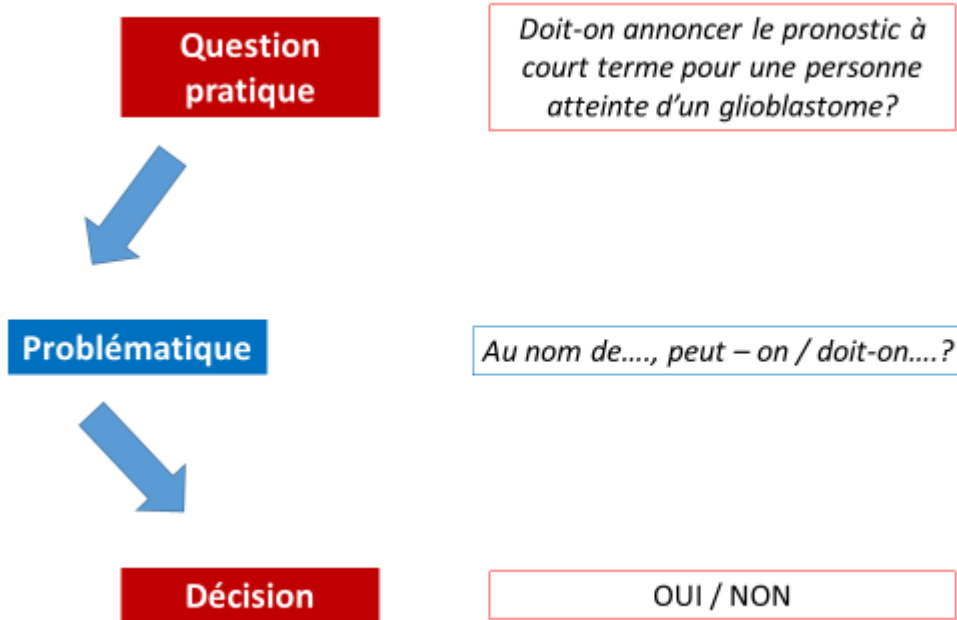 Question
pratique
Doit-on annoncer le pronostic à
court terme pour une personne
atteinte d'un glioblastome?
Problématique
Au nom de…., peut – on / doit-on….?
Décision
OUI / NON